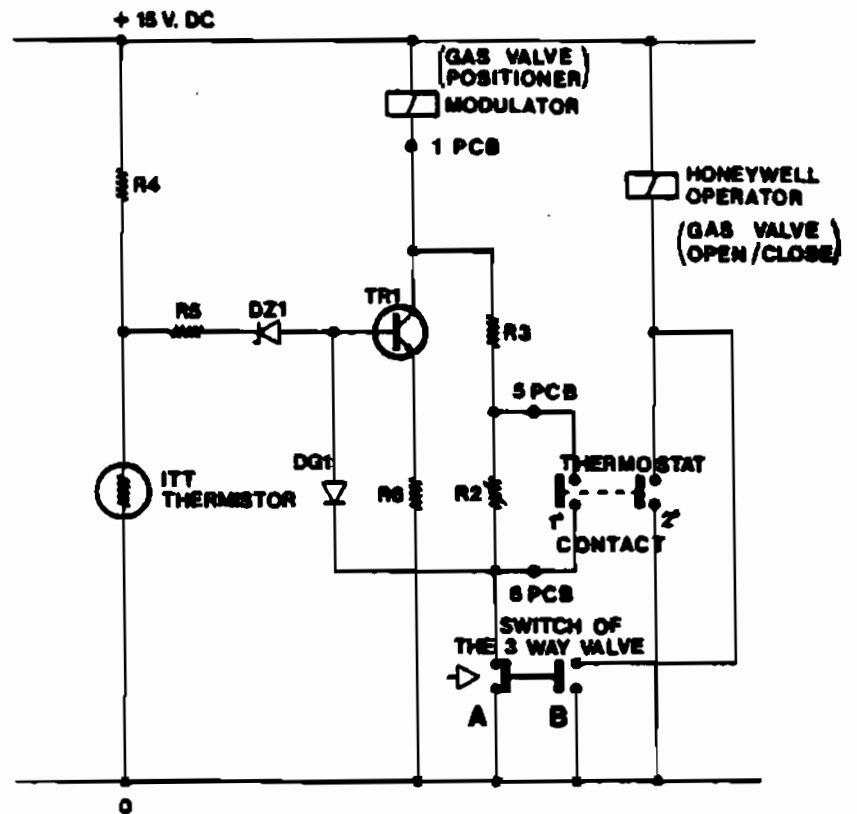 + 15 V. DC
(GAS VALVE
POSITIONER)
MODULATOR
1 PCB
R4
HONEYWELL
OPERATOR
(GAS VALVE
OPEN/CLOSE)
R5
DZ1
TR1
R3
5 PCB
ITT
THERMISTOR
DG1
R6
R2
THERMOSTAT
1°
2°
CONTACT
6 PCB
SWITCH OF
THE 3 WAY VALVE
A
B
0